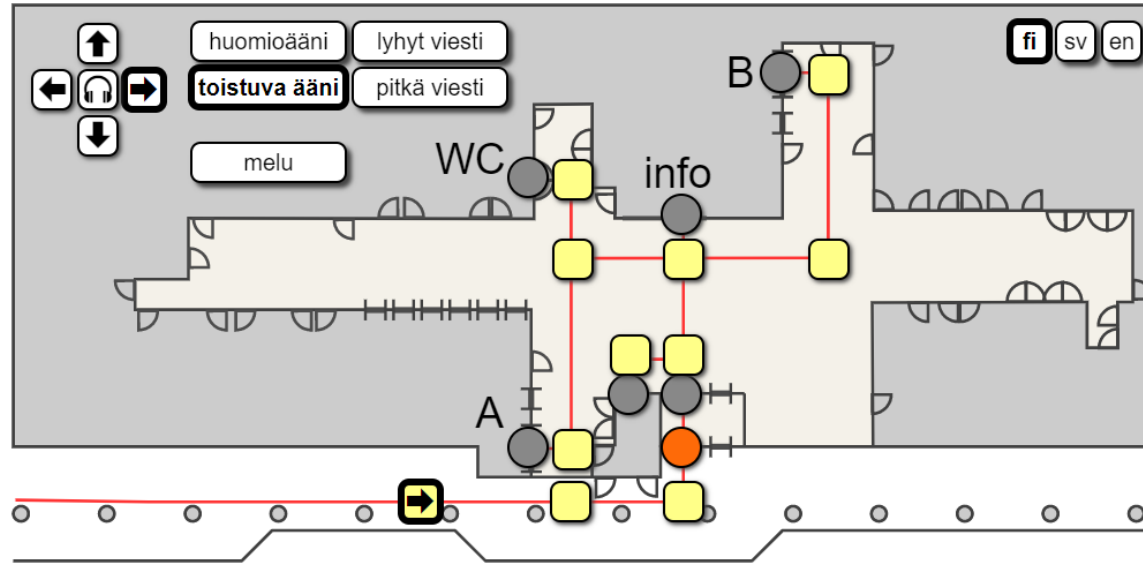 huomioääni lyhyt viesti
toistuva ääni pitkä viesti
melu
fi sv en
B
WC
info
A